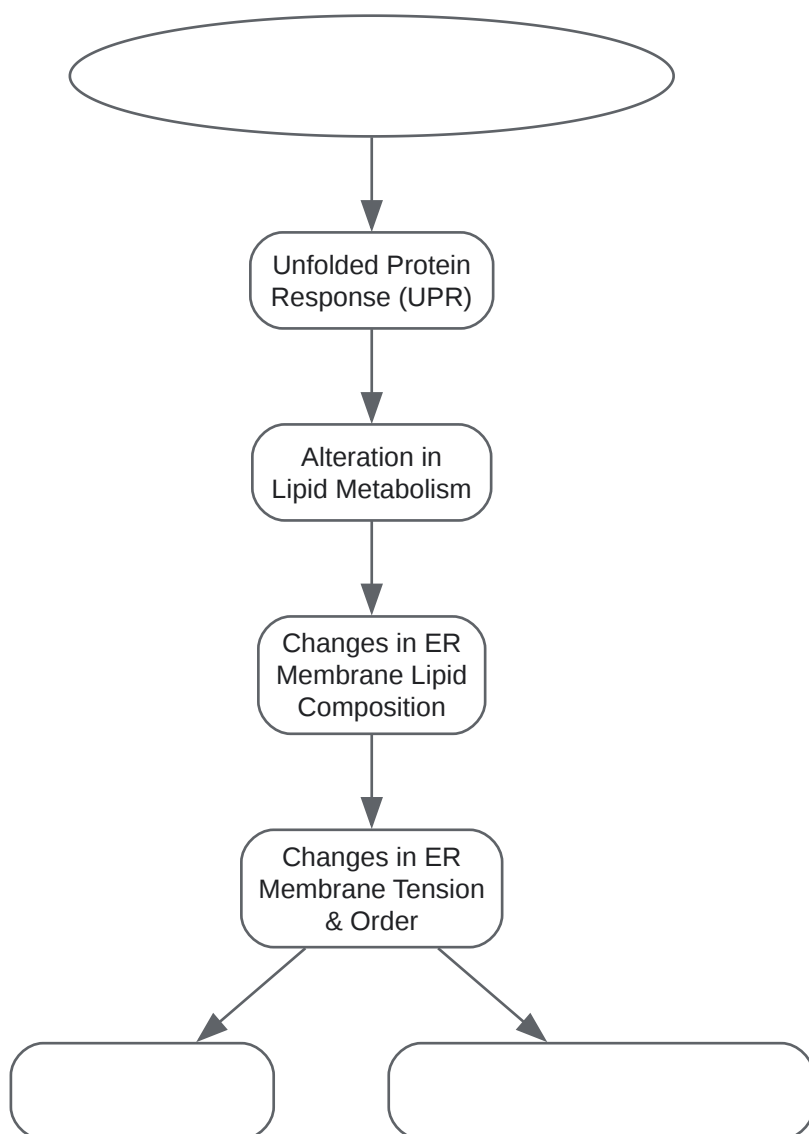 Unfolded Protein
Response (UPR)
Alteration in
Lipid Metabolism
Changes in ER
Membrane Lipid
Composition
Changes in ER
Membrane Tension
& Order